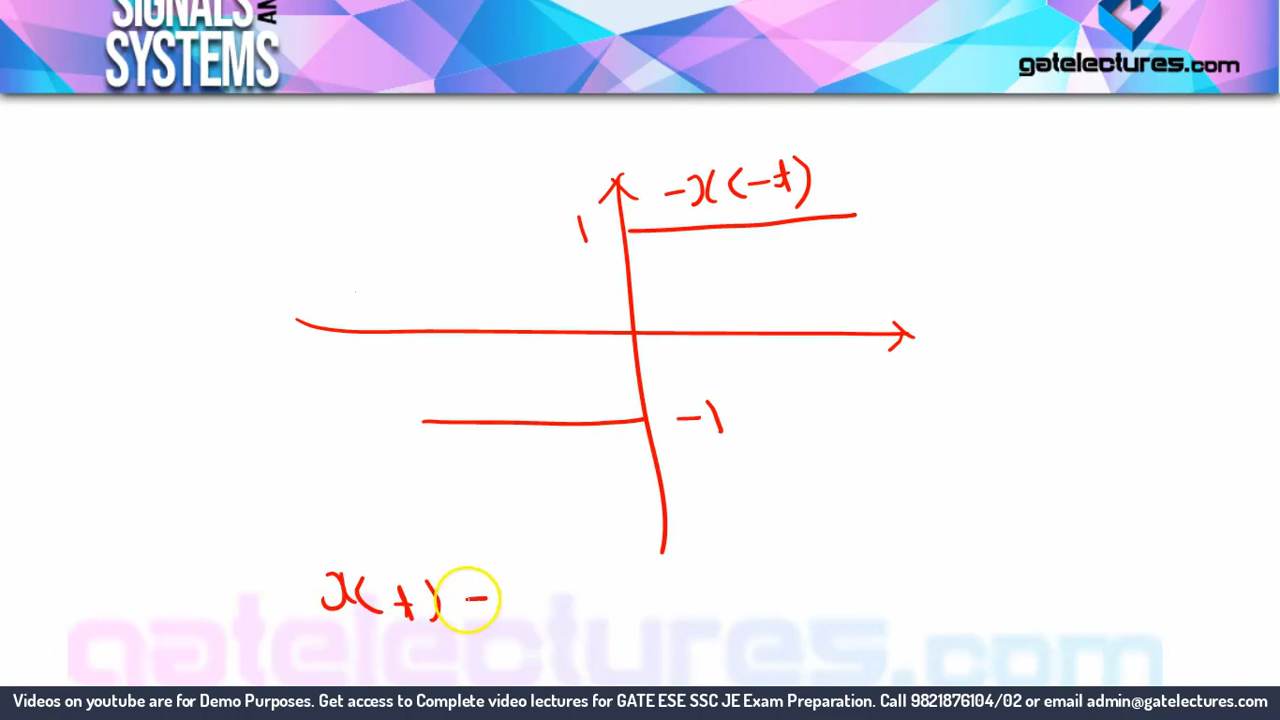 SIGNALS AND
SYSTEMS
gatelectures.com
-x(-t)
1
-1
x(t) =
gatelectures.com
Videos on youtube are for Demo Purposes. Get access to Complete video lectures for GATE ESE SSC JE Exam Preparation. Call 9821876104/02 or email admin@gatelectures.com